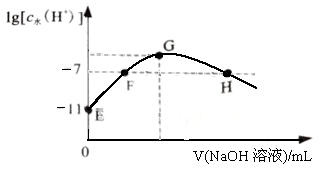 lg[c水(H⁺)]
G
-7
F
H
-11
E
0
V(NaOH 溶液)/mL